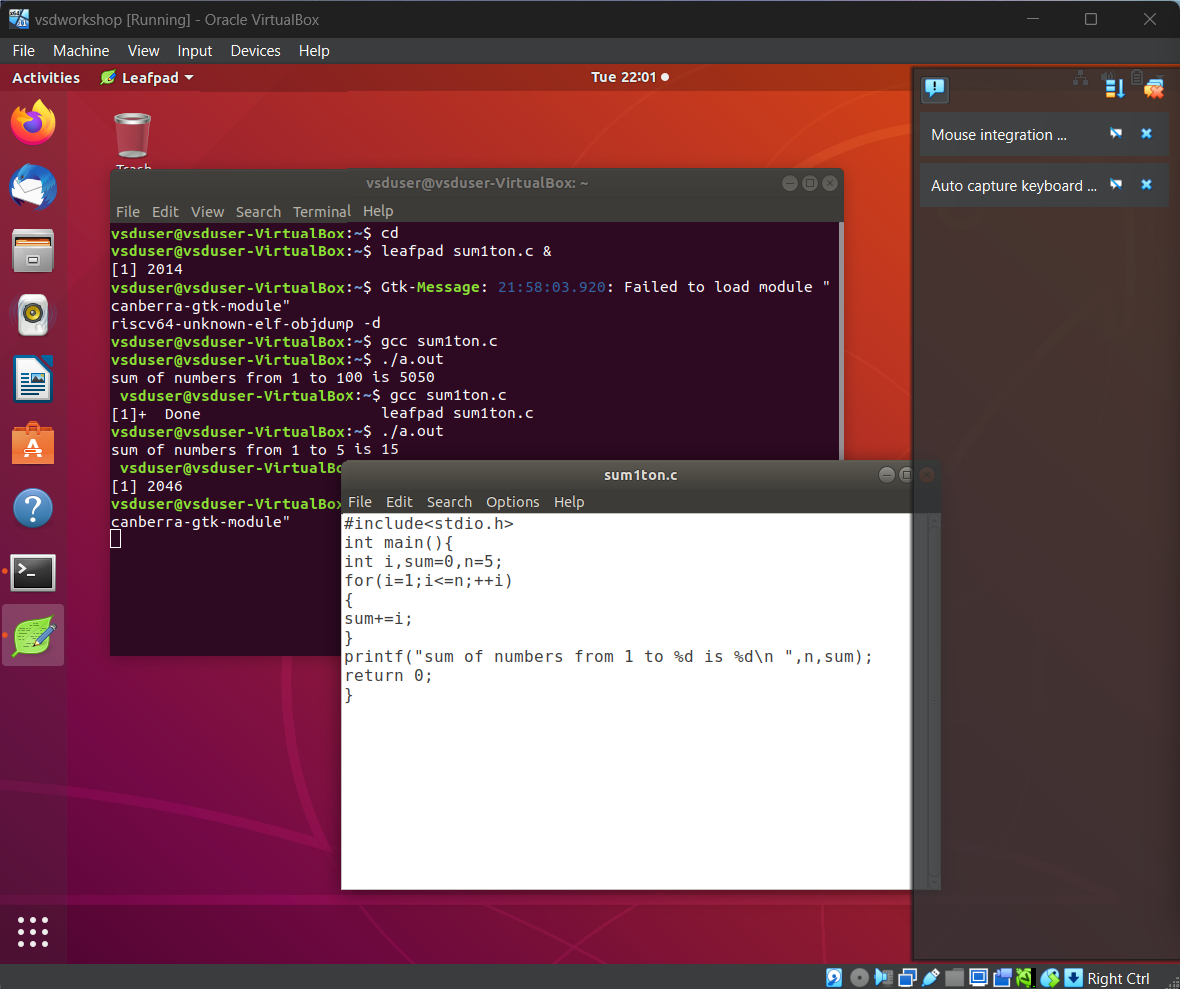 vsdworkshop [Running] - Oracle VirtualBox
File Machine View Input Devices Help
Activities Leafpad Tue 22:01
Mouse integration ...
Auto capture keyboard ...
Trash
vsduser@vsduser-VirtualBox: ~
File Edit View Search Terminal Help
vsduser@vsduser-VirtualBox:~$ cd
vsduser@vsduser-VirtualBox:~$ leafpad sum1ton.c &
[1] 2014
vsduser@vsduser-VirtualBox:~$ Gtk-Message: 21:58:03.920: Failed to load module "
canberra-gtk-module"
riscv64-unknown-elf-objdump -d
vsduser@vsduser-VirtualBox:~$ gcc sum1ton.c
vsduser@vsduser-VirtualBox:~$ ./a.out
sum of numbers from 1 to 100 is 5050
 vsduser@vsduser-VirtualBox:~$ gcc sum1ton.c
[1]+  Done                    leafpad sum1ton.c
vsduser@vsduser-VirtualBox:~$ ./a.out
sum of numbers from 1 to 5 is 15
 vsduser@vsduser-VirtualBo
[1] 2046
vsduser@vsduser-VirtualBox
canberra-gtk-module"
sum1ton.c
File Edit Search Options Help
#include<stdio.h>
int main(){
int i,sum=0,n=5;
for(i=1;i<=n;++i)
{
sum+=i;
}
printf("sum of numbers from 1 to %d is %d\n ",n,sum);
return 0;
}
Right Ctrl